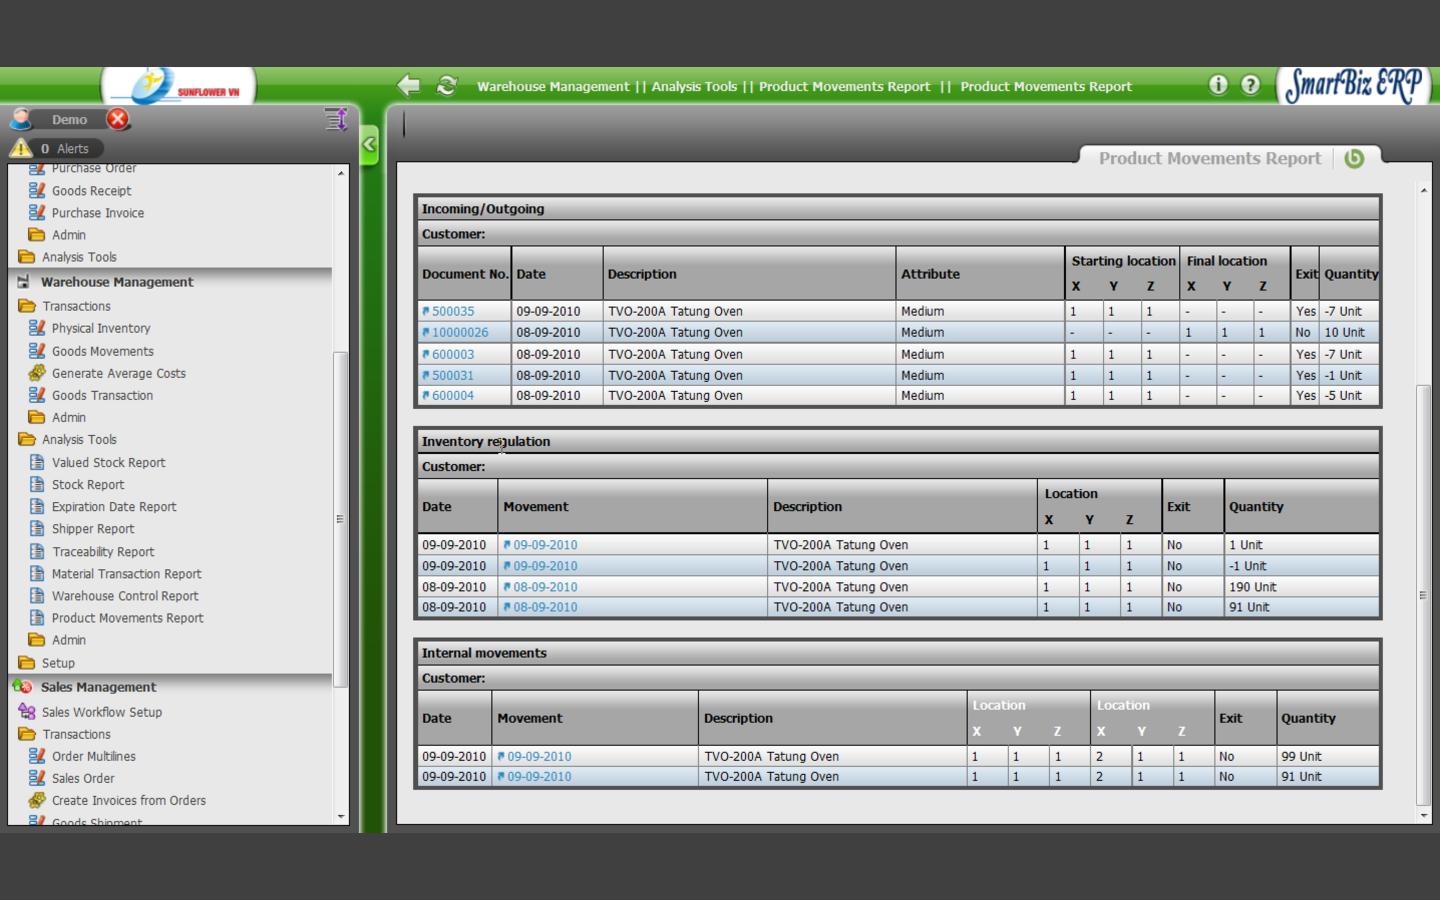 SUNFLOWER VN
Warehouse Management || Analysis Tools || Product Movements Report || Product Movements Report
SmartBiz ERP
Demo
0 Alerts
Purchase Order
Goods Receipt
Purchase Invoice
Admin
Analysis Tools
Warehouse Management
Transactions
Physical Inventory
Goods Movements
Generate Average Costs
Goods Transaction
Admin
Analysis Tools
Valued Stock Report
Stock Report
Expiration Date Report
Shipper Report
Traceability Report
Material Transaction Report
Warehouse Control Report
Product Movements Report
Admin
Setup
Sales Management
Sales Workflow Setup
Transactions
Order Multilines
Sales Order
Create Invoices from Orders
Goods Shipment
Product Movements Report
Incoming/Outgoing
Customer:
Document No. Date Description Attribute Starting location X Y Z Final location X Y Z Exit Quantity
500035 09-09-2010 TVO-200A Tatung Oven Medium 1 1 1 - - - Yes -7 Unit
10000026 08-09-2010 TVO-200A Tatung Oven Medium - - - 1 1 1 No 10 Unit
600003 08-09-2010 TVO-200A Tatung Oven Medium 1 1 1 - - - Yes -7 Unit
500031 08-09-2010 TVO-200A Tatung Oven Medium 1 1 1 - - - Yes -1 Unit
600004 08-09-2010 TVO-200A Tatung Oven Medium 1 1 1 - - - Yes -5 Unit
Inventory regulation
Customer:
Date Movement Description Location X Y Z Exit Quantity
09-09-2010 09-09-2010 TVO-200A Tatung Oven 1 1 1 No 1 Unit
09-09-2010 09-09-2010 TVO-200A Tatung Oven 1 1 1 No -1 Unit
08-09-2010 08-09-2010 TVO-200A Tatung Oven 1 1 1 No 190 Unit
08-09-2010 08-09-2010 TVO-200A Tatung Oven 1 1 1 No 91 Unit
Internal movements
Customer:
Date Movement Description Location X Y Z Location X Y Z Exit Quantity
09-09-2010 09-09-2010 TVO-200A Tatung Oven 1 1 1 2 1 1 No 99 Unit
09-09-2010 09-09-2010 TVO-200A Tatung Oven 1 1 1 2 1 1 No 91 Unit